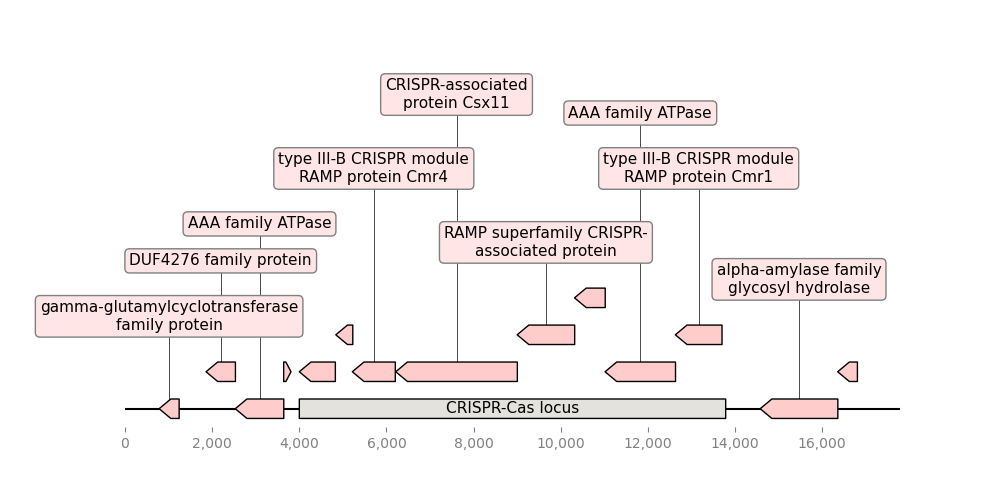 CRISPR-associated
protein Csx11
AAA family ATPase
type III-B CRISPR module
RAMP protein Cmr4
type III-B CRISPR module
RAMP protein Cmr1
AAA family ATPase
RAMP superfamily CRISPR-
associated protein
DUF4276 family protein
alpha-amylase family
glycosyl hydrolase
gamma-glutamylcyclotransferase
family protein
CRISPR-Cas locus
0 2,000 4,000 6,000 8,000 10,000 12,000 14,000 16,000